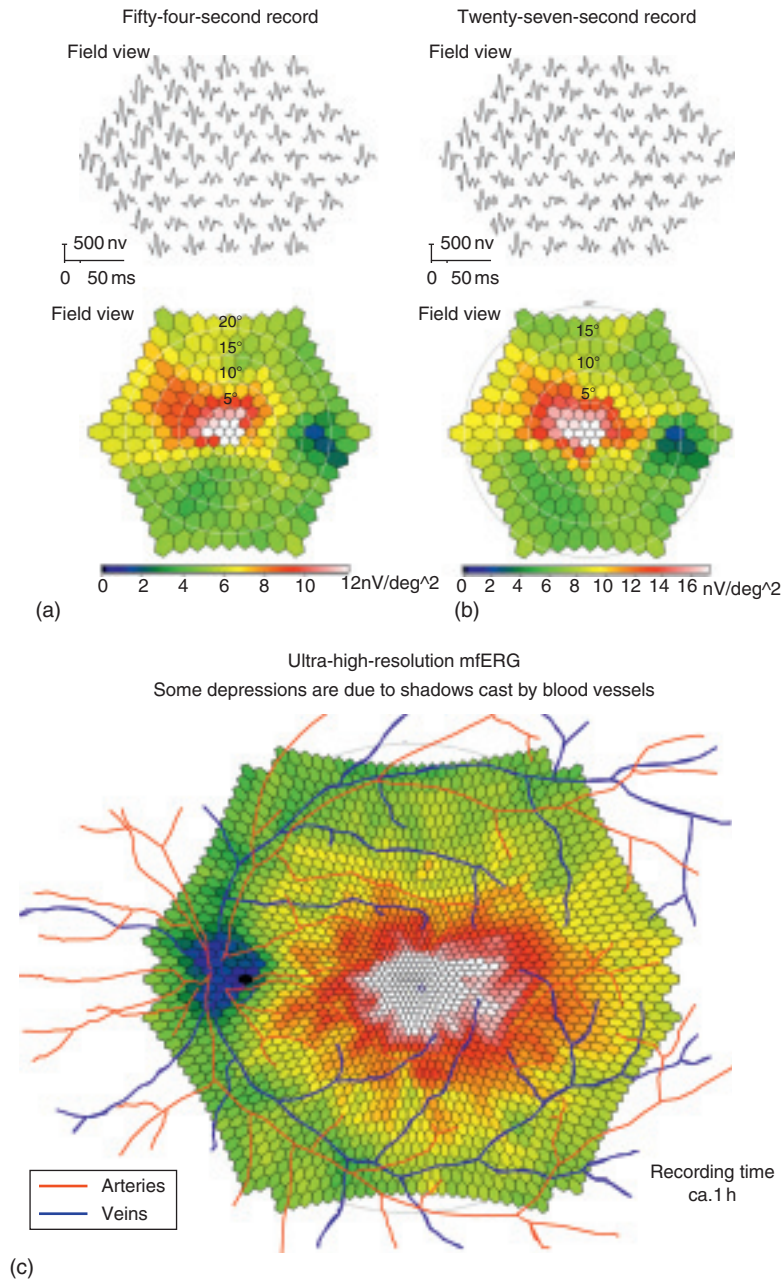 Fifty-four-second record
Field view
500 nv
0 50 ms
Field view
20°
15°
10°
5°
0 2 4 6 8 10 12nV/deg^2
(a)
Twenty-seven-second record
Field view
500 nv
0 50 ms
Field view
15°
10°
5°
0 2 4 6 8 10 12 14 16 nV/deg^2
(b)
Ultra-high-resolution mfERG
Some depressions are due to shadows cast by blood vessels
Arteries
Veins
Recording time
ca.1 h
(c)